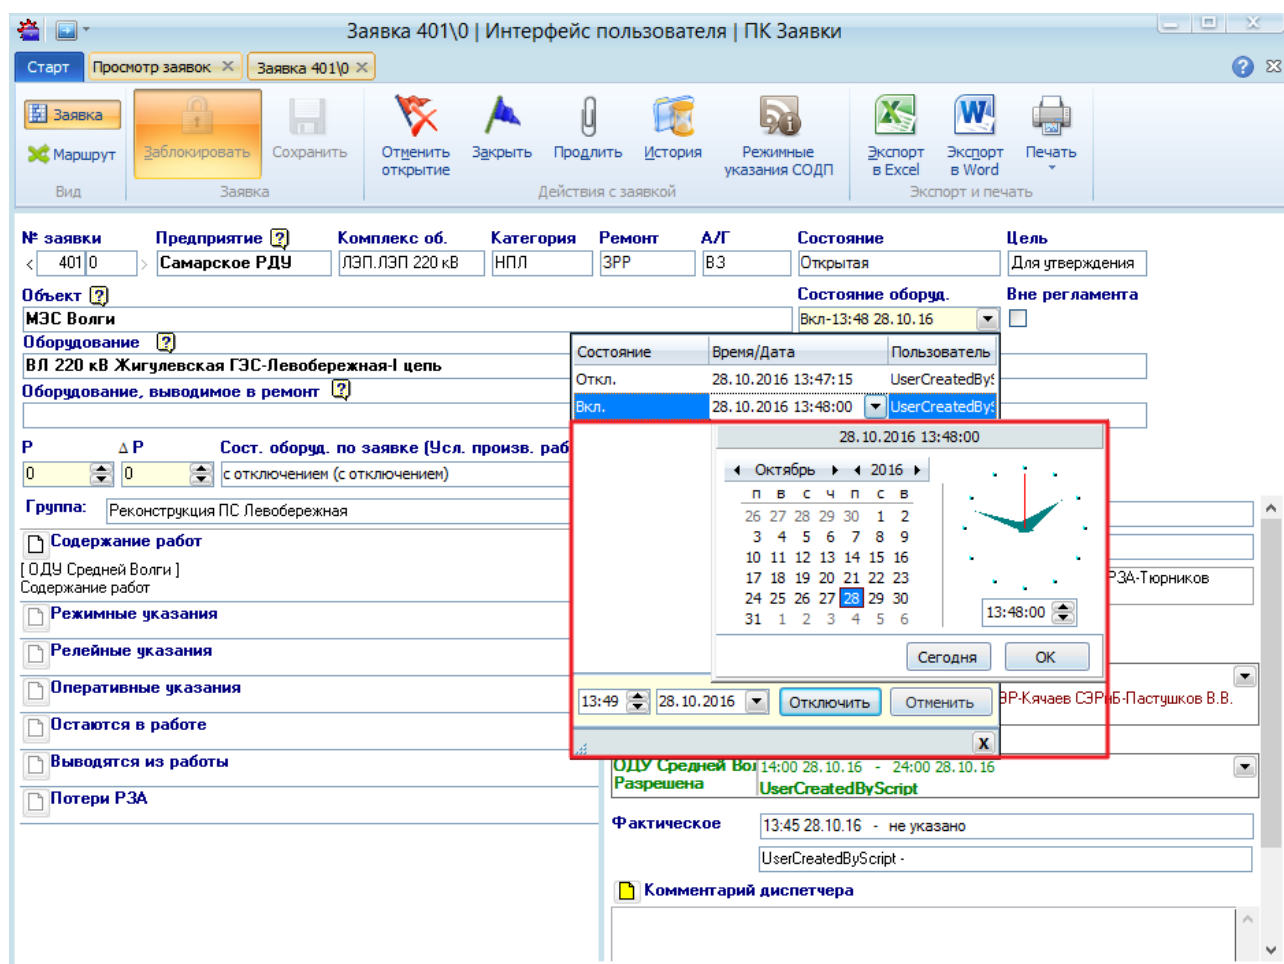 Заявка 401\0 | Интерфейс пользователя | ПК Заявки
Старт
Просмотр заявок
Заявка 401\0
Заявка
Маршрут
Вид
Заблокировать
Сохранить
Заявка
Отменить открытие
Закрыть
Продлить
История
Режимные указания СОДП
Действия с заявкой
Экспорт в Excel
Экспорт в Word
Печать
Экспорт и печать
№ заявки
Предприятие
Комплекс об.
Категория
Ремонт
А/Г
Состояние
Цель
< 401 0 >
Самарское РДУ
ЛЭП.ЛЭП 220 кВ
НПЛ
ЗРР
В3
Открытая
Для утверждения
Объект
Состояние оборуд.
Вне регламента
МЭС Волги
Вкл-13:48 28.10.16
Оборудование
ВЛ 220 кВ Жигулевская ГЭС-Левобережная-I цепь
Оборудование, выводимое в ремонт
Состояние Время/Дата Пользователь
Откл. 28.10.2016 13:47:15 UserCreatedByS
Вкл. 28.10.2016 13:48:00 UserCreatedByS
Р
Δ Р
Сост. оборуд. по заявке (Усл. произв. раб
0
0
с отключением (с отключением)
Группа:
Реконструкция ПС Левобережная
28.10.2016 13:48:00
Октябрь 2016
П В С Ч П С В
26 27 28 29 30 1 2
3 4 5 6 7 8 9
10 11 12 13 14 15 16
17 18 19 20 21 22 23
24 25 26 27 28 29 30
31 1 2 3 4 5 6
13:48:00
Сегодня
ОК
13:49
28.10.2016
Отключить
Отменить
X
Содержание работ
[ ОДУ Средней Волги ]
Содержание работ
Режимные указания
Релейные указания
Оперативные указания
Остаются в работе
Выводятся из работы
Потери РЗА
РЗА-Тюрников
ЭР-Кячаев СЭРиБ-Пастушков В.В.
ОДУ Средней Вол
Разрешена
14:00 28.10.16 - 24:00 28.10.16
UserCreatedByScript
Фактическое
13:45 28.10.16 - не указано
UserCreatedByScript -
Комментарий диспетчера